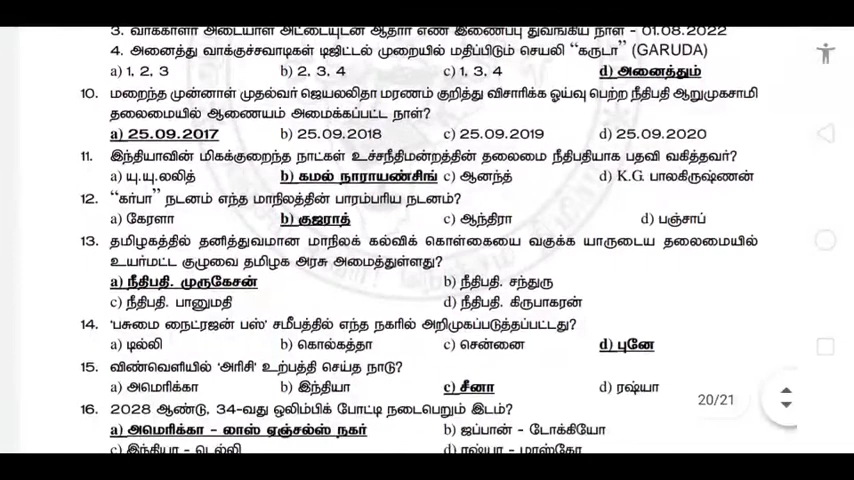 3. வாக்காளர் அடையாள அட்டையுடன் ஆதார் எண் இணைப்பு துவங்கிய நாள் - 01.08.2022
4. அனைத்து வாக்குச்சவாடிகள் டிஜிட்டல் முறையில் மதிப்பிடும் செயலி “கருடா” (GARUDA)
a) 1, 2, 3 b) 2, 3, 4 c) 1, 3, 4 d) அனைத்தும்
10. மறைந்த முன்னாள் முதல்வர் ஜெயலலிதா மரணம் குறித்து விசாரிக்க ஓய்வு பெற்ற நீதிபதி ஆறுமுகசாமி
தலைமையில் ஆணையம் அமைக்கப்பட்ட நாள்?
a) 25.09.2017 b) 25.09.2018 c) 25.09.2019 d) 25.09.2020
11. இந்தியாவின் மிகக்குறைந்த நாட்கள் உச்சநீதிமன்றத்தின் தலைமை நீதிபதியாக பதவி வகித்தவர்?
a) யு.யு.லலித் b) கமல் நாராயண்சிங் c) ஆனந்த் d) K.G. பாலகிருஷ்ணன்
12. “கர்பா” நடனம் எந்த மாநிலத்தின் பாரம்பரிய நடனம்?
a) கேரளா b) குஜராத் c) ஆந்திரா d) பஞ்சாப்
13. தமிழகத்தில் தனித்துவமான மாநிலக் கல்விக் கொள்கையை வகுக்க யாருடைய தலைமையில்
உயர்மட்ட குழுவை தமிழக அரசு அமைத்துள்ளது?
a) நீதிபதி. முருகேசன் b) நீதிபதி. சந்துரு
c) நீதிபதி. பானுமதி d) நீதிபதி. கிருபாகரன்
14. ‘பசுமை நைட்ரஜன் பஸ்’ சமீபத்தில் எந்த நகரில் அறிமுகப்படுத்தப்பட்டது?
a) டில்லி b) கொல்கத்தா c) சென்னை d) புனே
15. விண்வெளியில் ‘அரிசி’ உற்பத்தி செய்த நாடு?
a) அமெரிக்கா b) இந்தியா c) சீனா d) ரஷ்யா
20/21
16. 2028 ஆண்டு, 34-வது ஒலிம்பிக் போட்டி நடைபெறும் இடம்?
a) அமெரிக்கா - லாஸ் ஏஞ்சல்ஸ் நகர் b) ஜப்பான் - டோக்கியோ
c) இந்தியா - டெல்லி d) ரஷ்யா - மாஸ்கோ